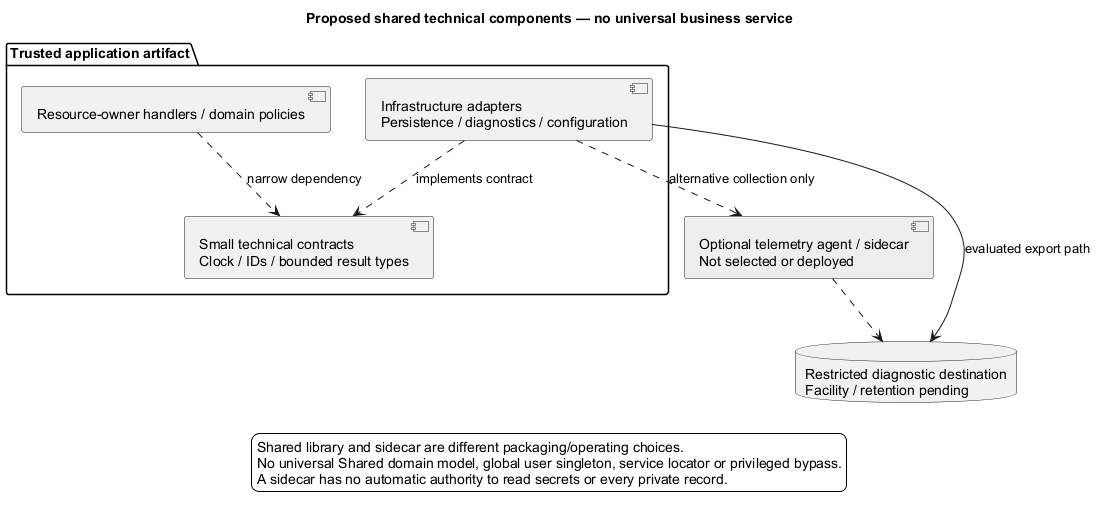 Proposed shared technical components — no universal business service
Trusted application artifact
Resource-owner handlers / domain policies
Infrastructure adapters
Persistence / diagnostics / configuration
narrow dependency
implements contract
alternative collection only
Small technical contracts
Clock / IDs / bounded result types
Optional telemetry agent / sidecar
Not selected or deployed
evaluated export path
Restricted diagnostic destination
Facility / retention pending
Shared library and sidecar are different packaging/operating choices.
No universal Shared domain model, global user singleton, service locator or privileged bypass.
A sidecar has no automatic authority to read secrets or every private record.